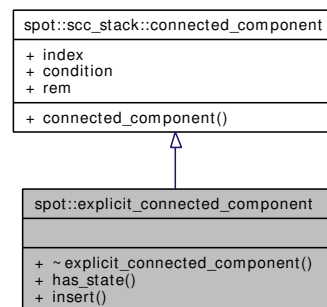 spot::scc_stack::connected_component
+ index
+ condition
+ rem
+ connected_component()
spot::explicit_connected_component
+ ~explicit_connected_component()
+ has_state()
+ insert()